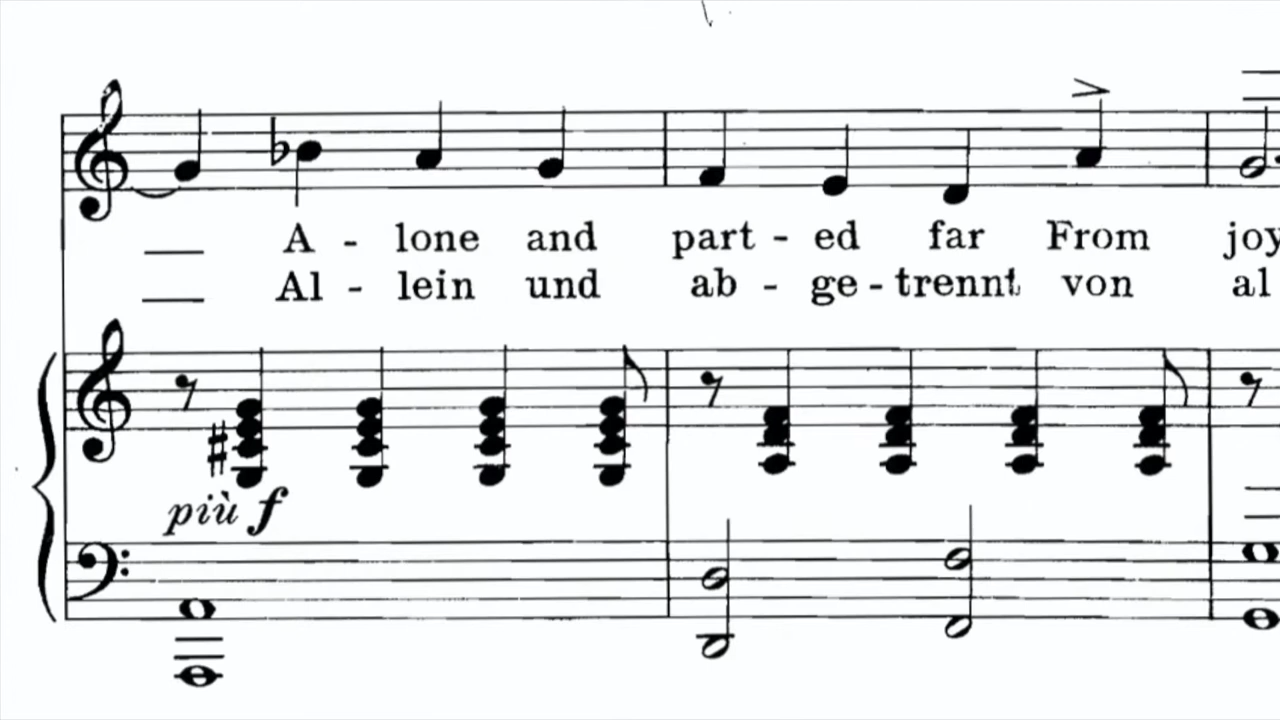 A - lone and part - ed far From joy
Al - lein und ab - ge - trennt von al
più f